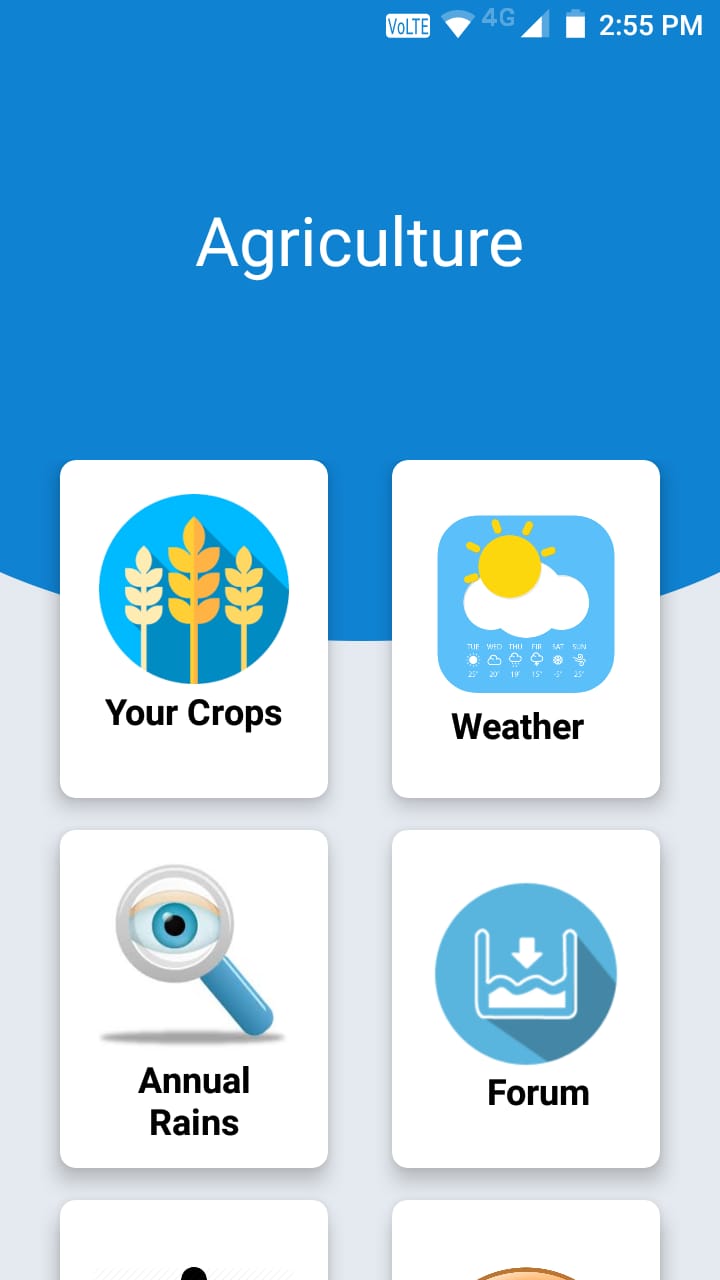 VoLTE 4G 2:55 PM
Agriculture
Your Crops
TUE WED THU FIR SAT SUN
25° 20° 19° 15° -5° 25°
Weather
Annual
Rains
Forum